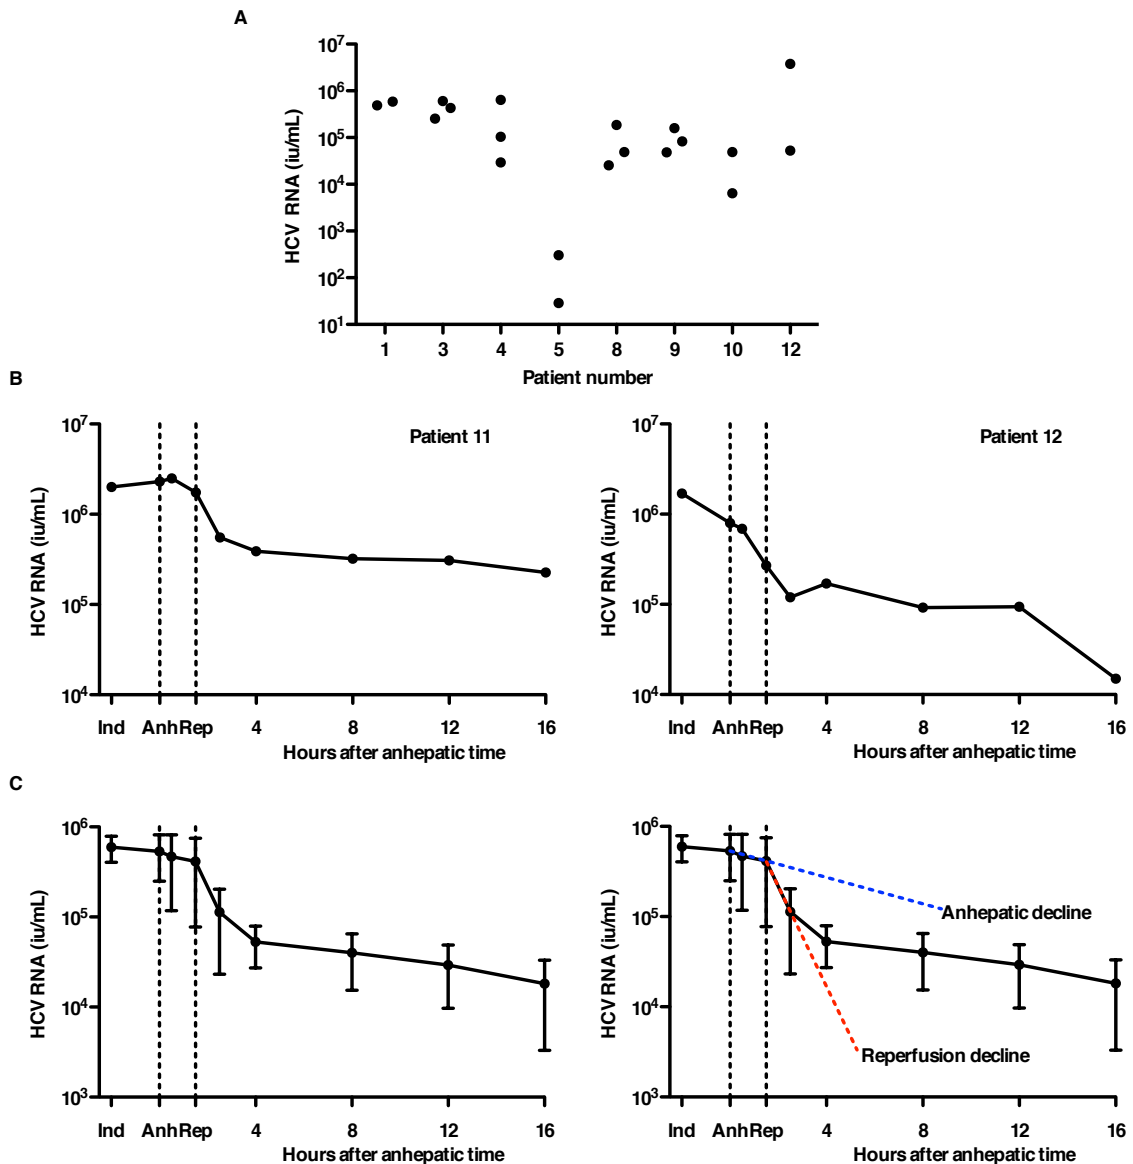 A
HCV RNA (iu/mL)
10⁷
10⁶
10⁵
10⁴
10³
10²
10¹
1 3 4 5 8 9 10 12
Patient number
B
HCV RNA (iu/mL)
10⁷
10⁶
10⁵
10⁴
Patient 11
Ind Anh Rep 4 8 12 16
Hours after anhepatic time
HCV RNA (iu/mL)
10⁷
10⁶
10⁵
10⁴
Patient 12
Ind Anh Rep 4 8 12 16
Hours after anhepatic time
C
HCV RNA (iu/mL)
10⁶
10⁵
10⁴
10³
Ind Anh Rep 4 8 12 16
Hours after anhepatic time
HCV RNA (iu/mL)
10⁶
10⁵
10⁴
10³
Anhepatic decline
Reperfusion decline
Ind Anh Rep 4 8 12 16
Hours after anhepatic time